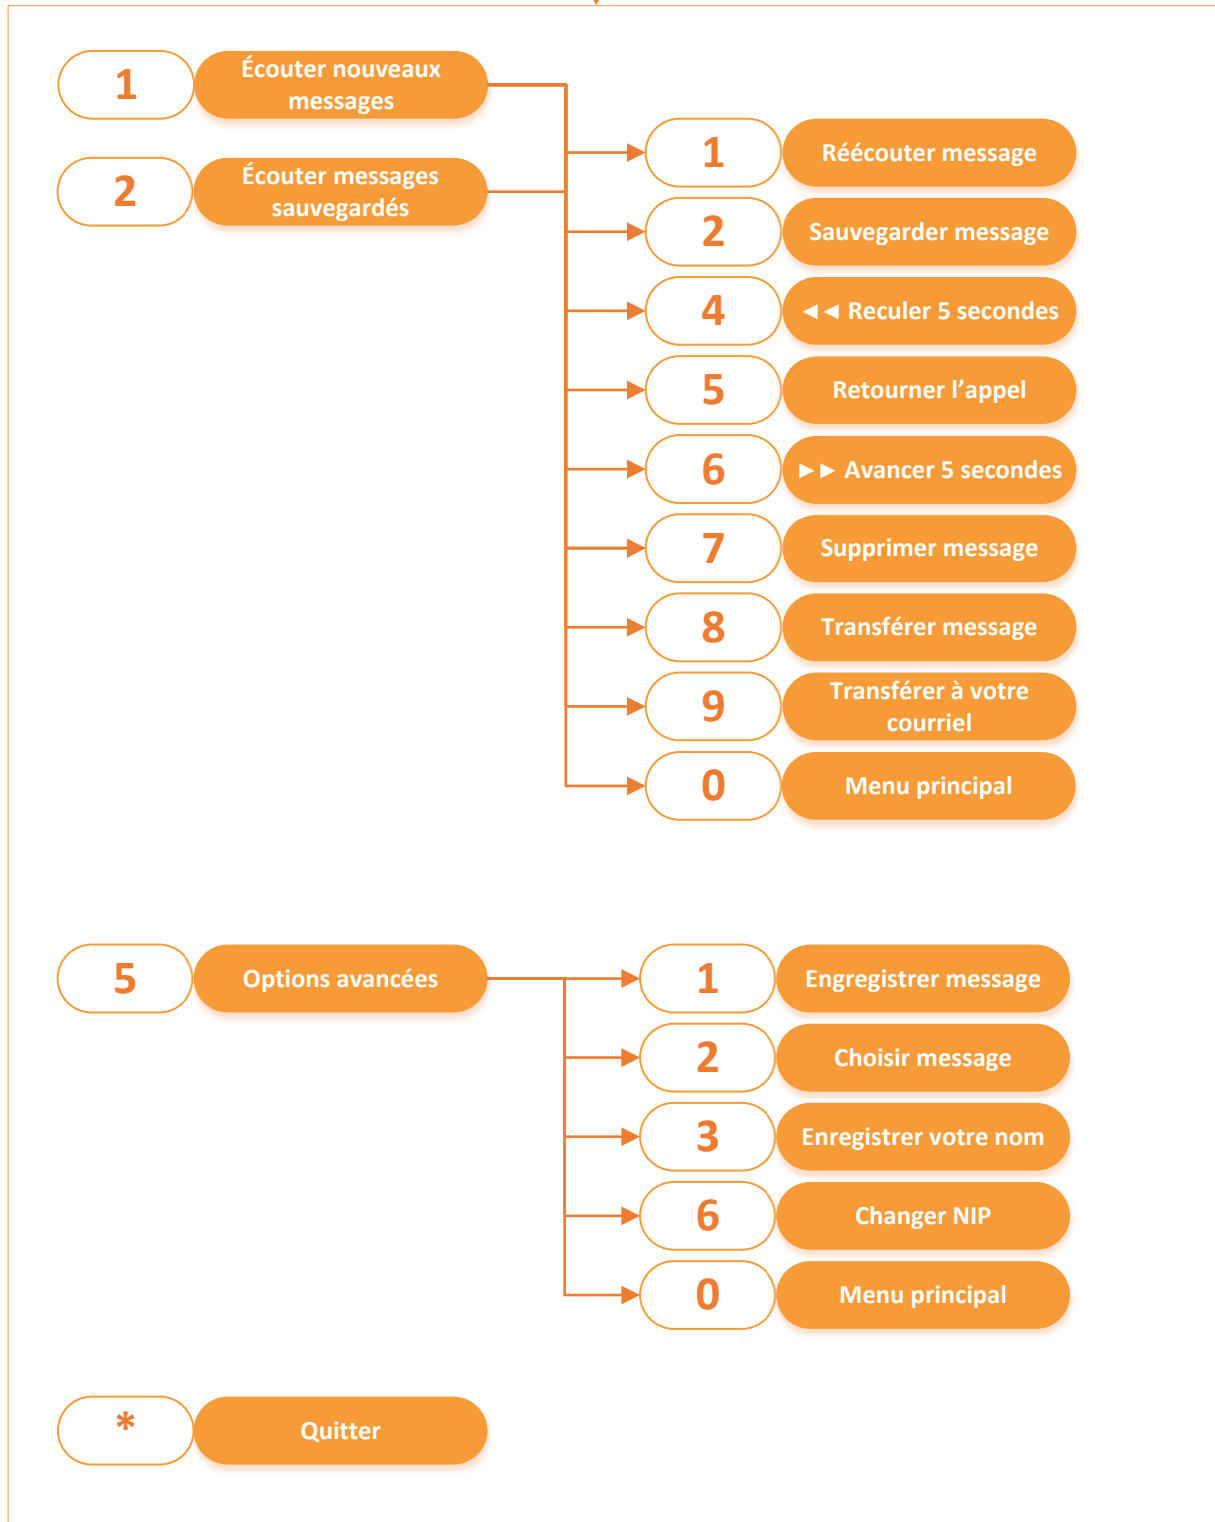 1
Écouter nouveaux
messages
2
Écouter messages
sauvegardés
1
Réécouter message
2
Sauvegarder message
4
◄◄ Reculer 5 secondes
5
Retourner l’appel
6
►► Avancer 5 secondes
7
Supprimer message
8
Transférer message
9
Transférer à votre
courriel
0
Menu principal
5
Options avancées
1
Engregistrer message
2
Choisir message
3
Enregistrer votre nom
6
Changer NIP
0
Menu principal
*
Quitter